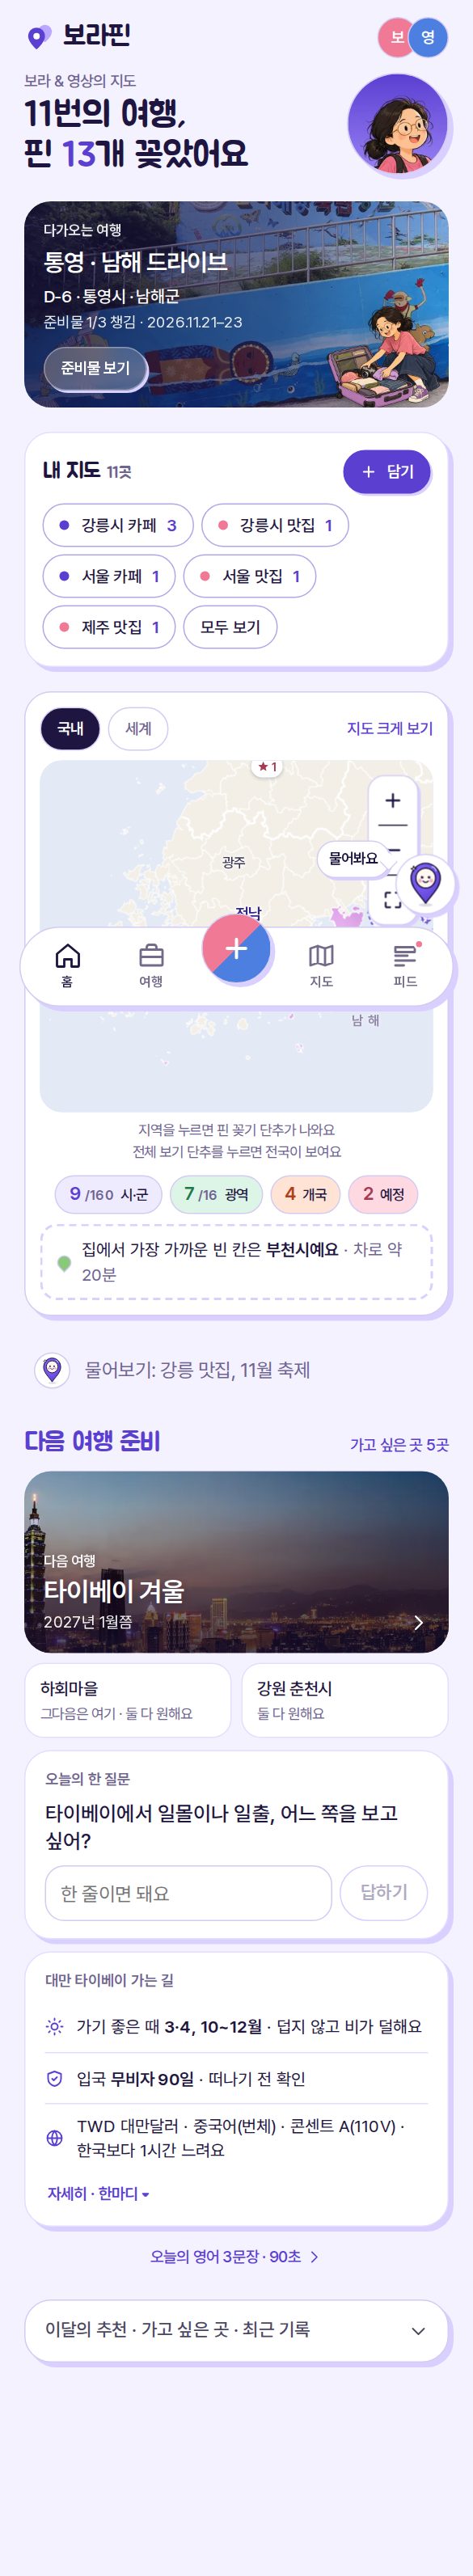 보라핀
보 영
보라 & 영상의 지도
11번의 여행,
핀 13개 꽂았어요
다가오는 여행
통영 · 남해 드라이브
D-6 · 통영시 · 남해군
준비물 1/3 챙김 · 2026.11.21–23
준비물 보기
내 지도 11곳
+ 담기
강릉시 카페 3
강릉시 맛집 1
서울 카페 1
서울 맛집 1
제주 맛집 1
모두 보기
국내
세계
지도 크게 보기
★ 1
광주
물어봐요
전남
홈
여행
지도
피드
남해
지역을 누르면 핀 꽂기 단추가 나와요
전체 보기 단추를 누르면 전국이 보여요
9 /160 시·군
7 /16 광역
4 개국
2 예정
집에서 가장 가까운 빈 칸은 부천시예요 · 차로 약
20분
물어보기: 강릉 맛집, 11월 축제
다음 여행 준비
가고 싶은 곳 5곳
다음 여행
타이베이 겨울
2027년 1월쯤
하회마을
그다음은 여기 · 둘 다 원해요
강원 춘천시
둘 다 원해요
오늘의 한 질문
타이베이에서 일몰이나 일출, 어느 쪽을 보고
싶어?
한 줄이면 돼요
답하기
대만 타이베이 가는 길
가기 좋은 때 3·4, 10~12월 · 덥지 않고 비가 덜해요
입국 무비자 90일 · 떠나기 전 확인
TWD 대만달러 · 중국어(번체) · 콘센트 A(110V) ·
한국보다 1시간 느려요
자세히 · 한마디
오늘의 영어 3문장 · 90초
이달의 추천 · 가고 싶은 곳 · 최근 기록